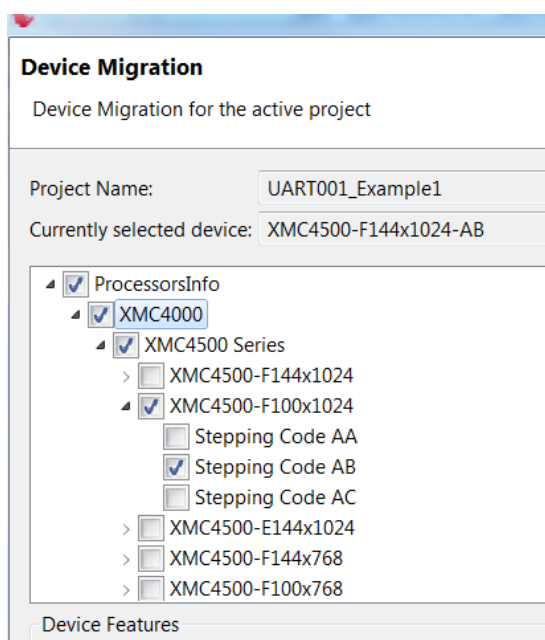 Device Migration
Device Migration for the active project
Project Name: UART001_Example1
Currently selected device: XMC4500-F144x1024-AB
ProcessorsInfo
XMC4000
XMC4500 Series
XMC4500-F144x1024
XMC4500-F100x1024
Stepping Code AA
Stepping Code AB
Stepping Code AC
XMC4500-E144x1024
XMC4500-F144x768
XMC4500-F100x768
Device Features